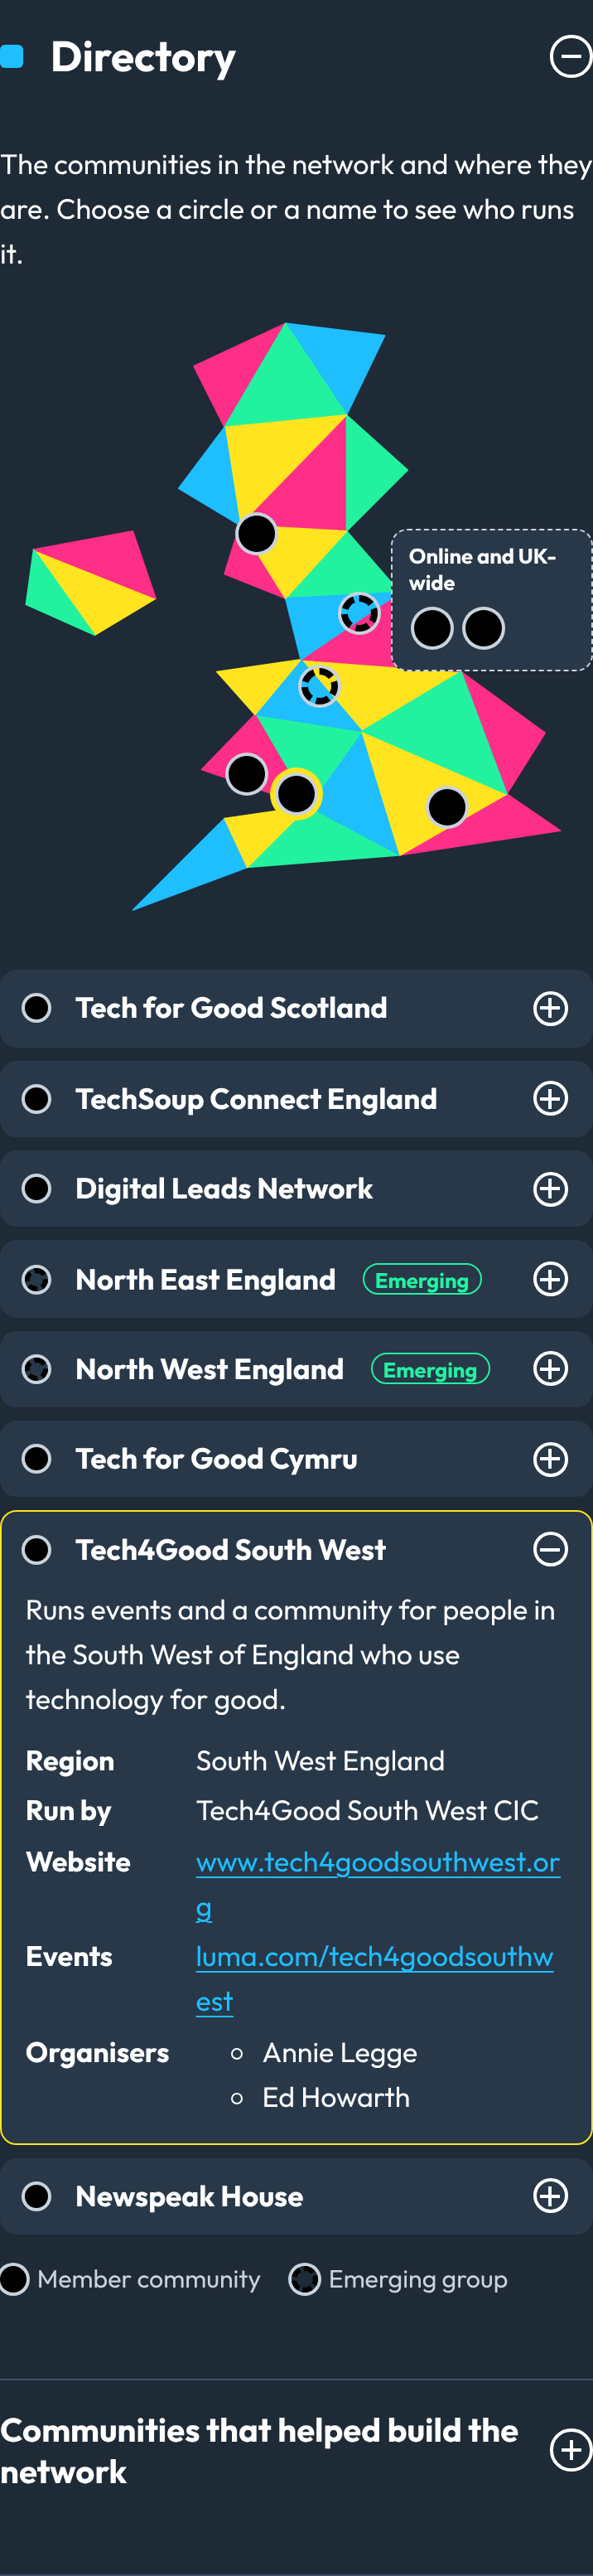 Directory
The communities in the network and where they
are. Choose a circle or a name to see who runs
it.
Online and UK-
wide
Tech for Good Scotland
TechSoup Connect England
Digital Leads Network
North East England Emerging
North West England Emerging
Tech for Good Cymru
Tech4Good South West
Runs events and a community for people in
the South West of England who use
technology for good.
Region South West England
Run by Tech4Good South West CIC
Website www.tech4goodsouthwest.or
g
Events luma.com/tech4goodsouthw
est
Organisers Annie Legge
Ed Howarth
Newspeak House
Member community Emerging group
Communities that helped build the
network